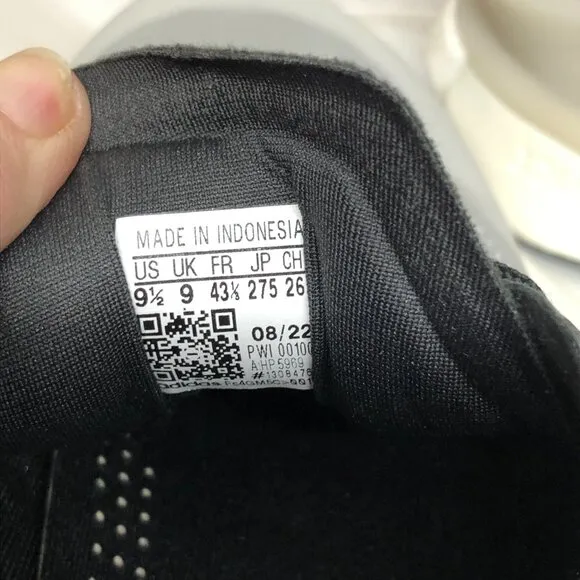 MADE IN INDONESIA
US UK FR JP CH
9½ 9 43⅓ 275 26
08/22
PWI 00100
#1308478
adidas